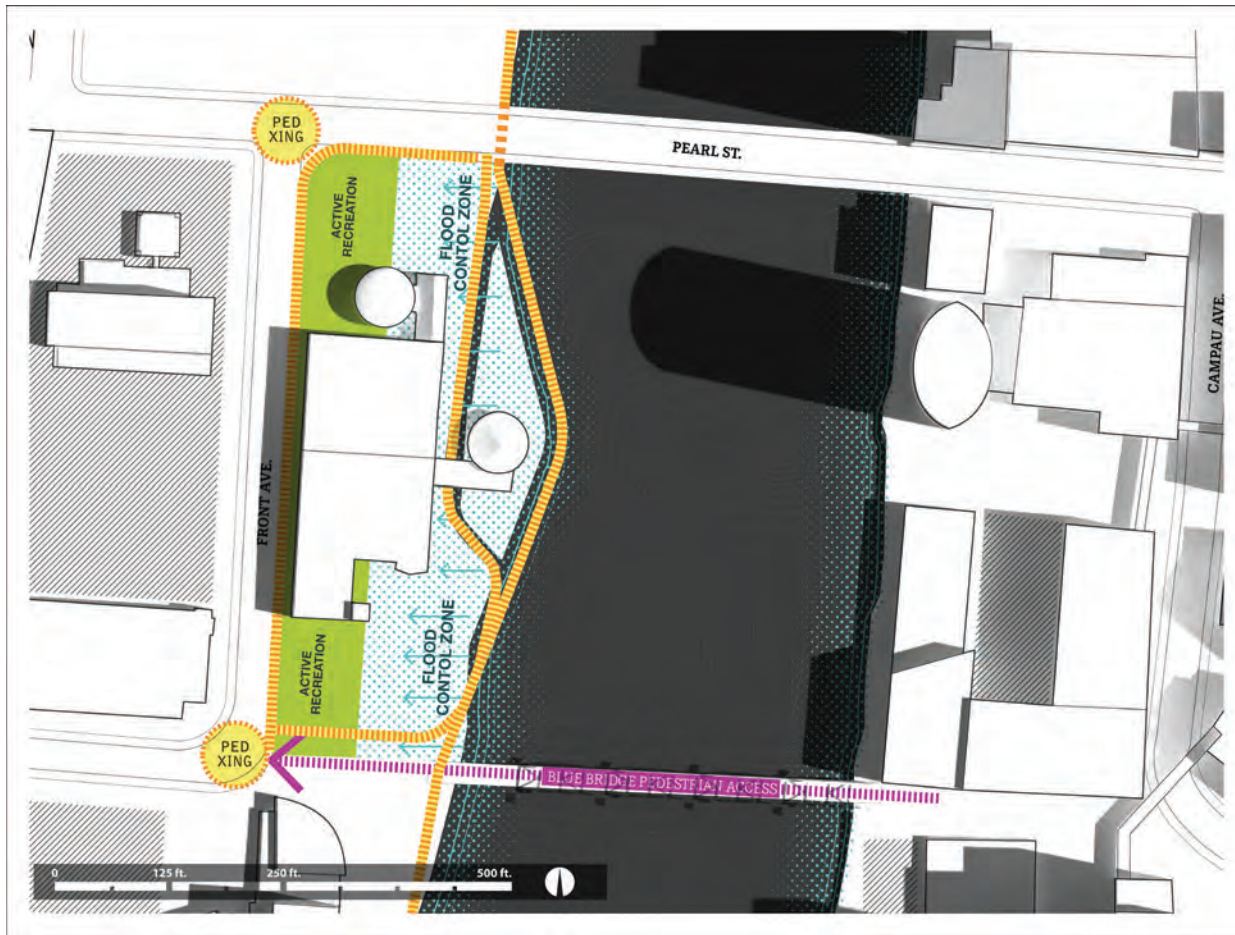 PED
XING
PEARL ST.
ACTIVE
RECREATION
FLOOD
CONTOL ZONE
CAMPAU AVE.
FRONT AVE.
ACTIVE
RECREATION
FLOOD
CONTOL ZONE
PED
XING
BLUE BRIDGE PEDESTRIAN ACCESS
0 125 ft. 250 ft. 500 ft.